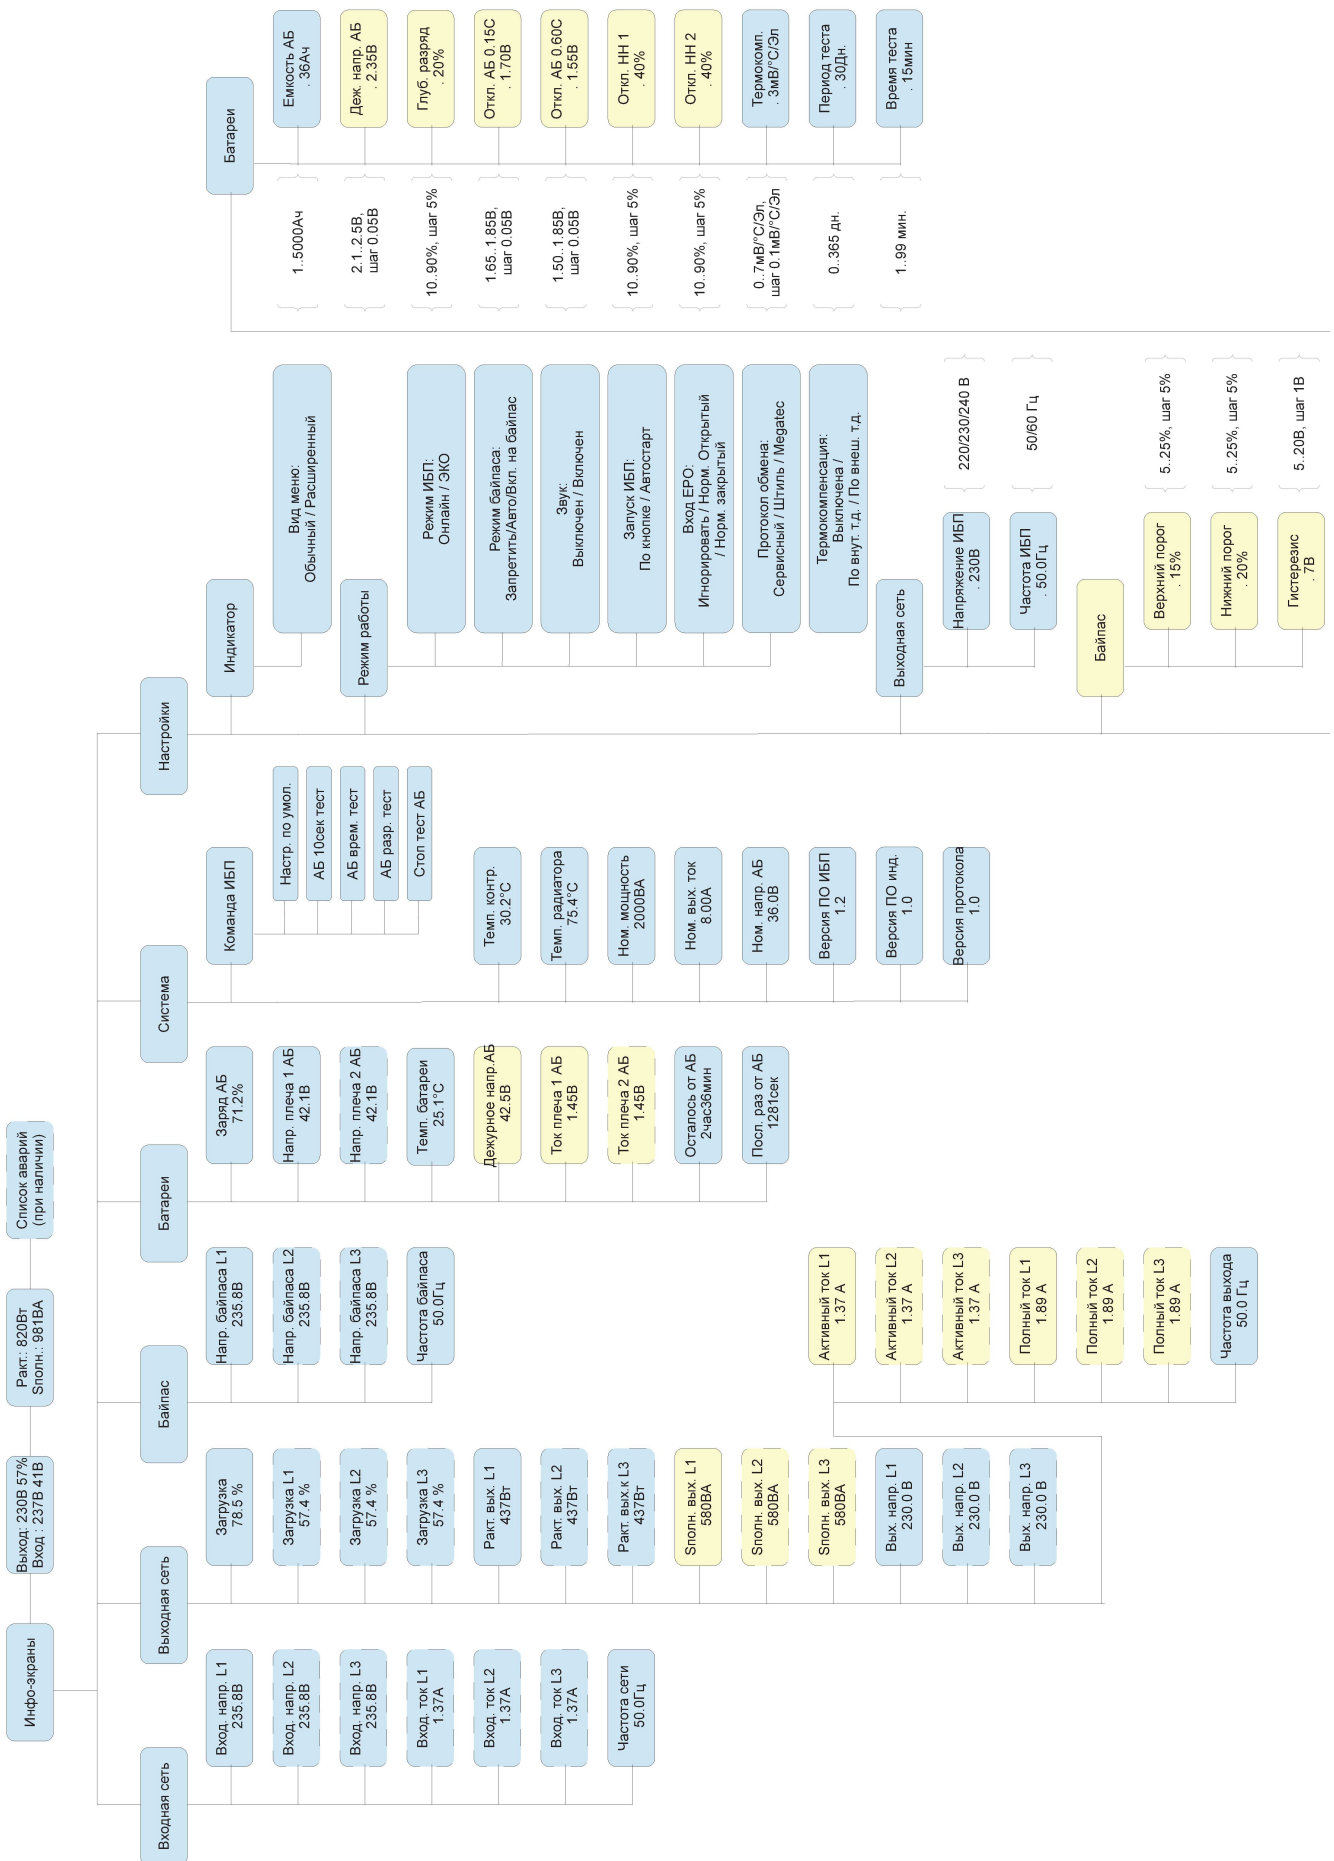 Инфо-экраны
Выход: 230В 57%
Вход : 237В 41В
Pакт.: 820Вт
Sполн.: 981ВА
Список аварий
(при наличии)
Входная сеть
Вход. напр. L1
235.8В
Вход. напр. L2
235.8В
Вход. напр. L3
235.8В
Вход. ток L1
1.37А
Вход. ток L2
1.37А
Вход. ток L3
1.37А
Частота сети
50.0Гц
Выходная сеть
Загрузка
78.5 %
Загрузка L1
57.4 %
Загрузка L2
57.4 %
Загрузка L3
57.4 %
Pакт. вых. L1
437Вт
Pакт. вых. L2
437Вт
Pакт. вых.к L3
437Вт
Sполн. вых. L1
580ВА
Sполн. вых. L2
580ВА
Sполн. вых. L3
580ВА
Вых. напр. L1
230.0 В
Вых. напр. L2
230.0 В
Вых. напр. L3
230.0 В
Активный ток L1
1.37 А
Активный ток L2
1.37 А
Активный ток L3
1.37 А
Полный ток L1
1.89 А
Полный ток L2
1.89 А
Полный ток L3
1.89 А
Частота выхода
50.0 Гц
Байпас
Напр. байпаса L1
235.8В
Напр. байпаса L2
235.8В
Напр. байпаса L3
235.8В
Частота байпаса
50.0Гц
Батареи
Заряд АБ
71.2%
Напр. плеча 1 АБ
42.1В
Напр. плеча 2 АБ
42.1В
Темп. батареи
25.1°C
Дежурное напр.АБ
42.5В
Ток плеча 1 АБ
1.45В
Ток плеча 2 АБ
1.45В
Осталось от АБ
2час36мин
Посл. раз от АБ
1281сек
Система
Команда ИБП
Настр. по умол.
АБ 10сек тест
АБ врем. тест
АБ разр. тест
Стоп тест АБ
Темп. контр.
30.2°C
Темп. радиатора
75.4°C
Ном. мощность
2000ВА
Ном. вых. ток
8.00А
Ном. напр. АБ
36.0В
Версия ПО ИБП
1.2
Версия ПО инд.
1.0
Версия протокола
1.0
Настройки
Индикатор
Вид меню:
Обычный / Расширенный
Режим работы
Режим ИБП:
Онлайн / ЭКО
Режим байпаса:
Запретить/Авто/Вкл. на байпас
Звук:
Выключен / Включен
Запуск ИБП:
По кнопке / Автостарт
Вход EPO:
Игнорировать / Норм. Открытый
/ Норм. закрытый
Протокол обмена:
Сервисный / Штиль / Megatec
Термокомпенсация:
Выключена /
По внут. т.д. / По внеш. т.д.
Выходная сеть
Напряжение ИБП
. 230В
220/230/240 В
Частота ИБП
. 50.0Гц
50/60 Гц
Байпас
Верхний порог
. 15%
5..25%, шаг 5%
Нижний порог
. 20%
5..25%, шаг 5%
Гистерезис
. 7В
5..20В, шаг 1В
Батареи
1..5000Ач
Емкость АБ
. 36Ач
2.1..2.5В,
шаг 0.05В
Деж. напр. АБ
. 2.35В
10..90%, шаг 5%
Глуб. разряд
. 20%
1.65..1.85В,
шаг 0.05В
Откл. АБ 0.15С
. 1.70В
1.50..1.85В,
шаг 0.05В
Откл. АБ 0.60С
. 1.55В
10..90%, шаг 5%
Откл. НН 1
. 40%
10..90%, шаг 5%
Откл. НН 2
. 40%
0..7мВ/°C/Эл,
шаг 0.1мВ/°C/Эл
Термокомп.
. 3мВ/°C/Эл
0..365 дн.
Период теста
. 30Дн.
1..99 мин.
Время теста
. 15мин